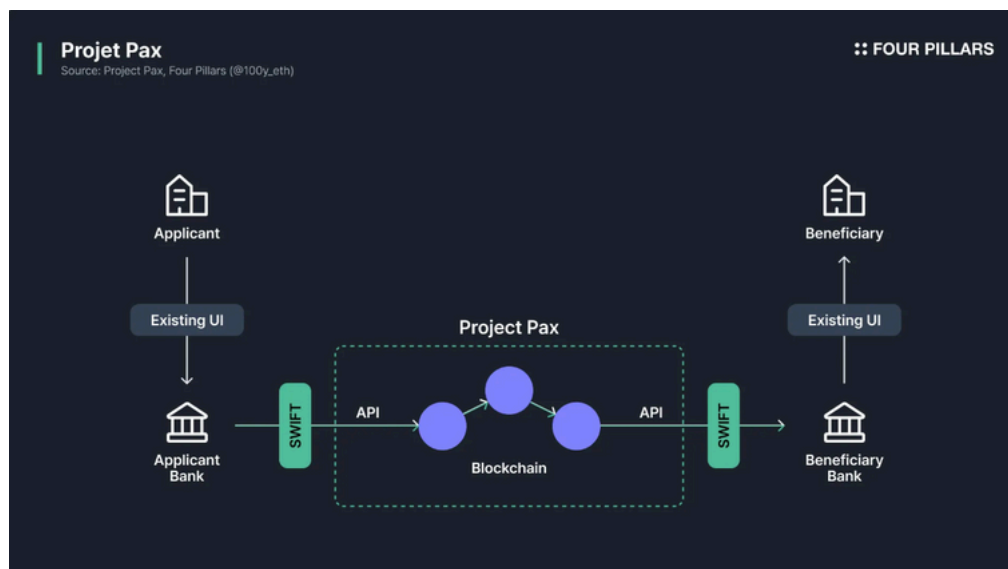 Projet Pax
Source: Project Pax, Four Pillars (@100y_eth)
FOUR PILLARS
Applicant
Beneficiary
Existing UI
Existing UI
Project Pax
SWIFT
API
API
SWIFT
Blockchain
Applicant
Bank
Beneficiary
Bank